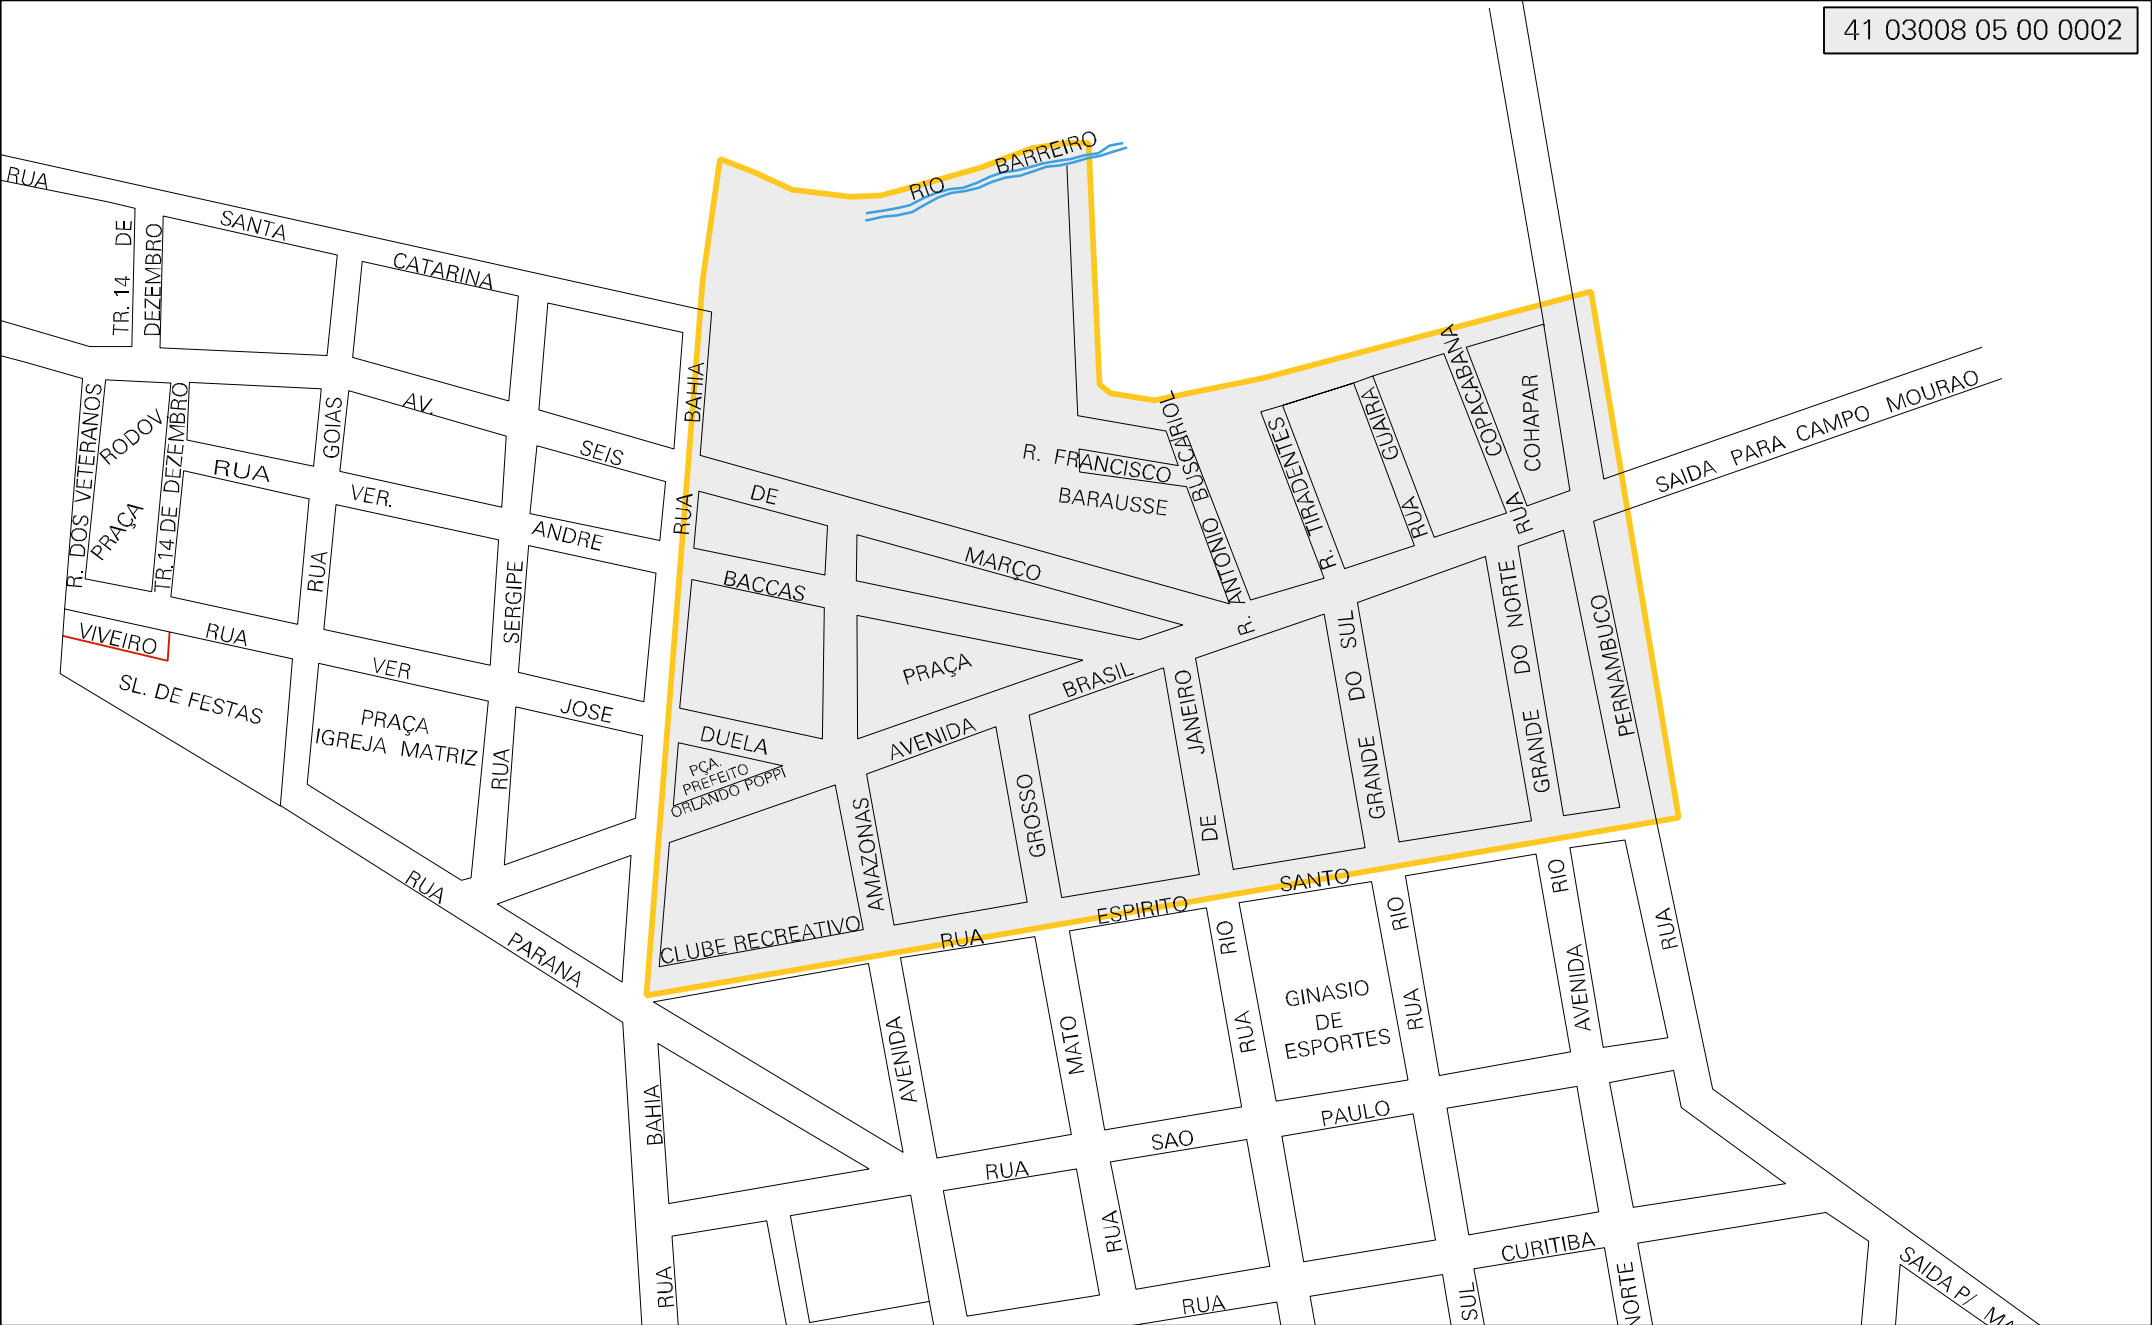 41 03008 05 00 0002
RIO BARREIRO
RUA SANTA CATARINA
TR. 14 DE
DEZEMBRO
AV. SEIS DE MARÇO
R. DOS VETERANOS
RODOV
PRAÇA
TR.14 DE DEZEMBRO
RUA GOIAS
RUA SERGIPE
RUA BAHIA
RUA VER. ANDRE BACCAS
R. FRANCISCO
BARAUSSE
R. ANTONIO BUSCARIOL
R. TIRADENTES
RUA GUAIRA
RUA COPACABANA
COHAPAR
SAIDA PARA CAMPO MOURAO
VIVEIRO
SL. DE FESTAS
RUA VER JOSE DUELA
PRAÇA
IGREJA MATRIZ
PRAÇA
PÇA.
PREFEITO
ORLANDO POPPI
AVENIDA BRASIL
CLUBE RECREATIVO
AVENIDA AMAZONAS
RUA MATO GROSSO
RUA RIO DE JANEIRO
RUA RIO GRANDE DO SUL
AVENIDA RIO GRANDE DO NORTE
RUA PERNAMBUCO
RUA ESPIRITO SANTO
RUA PARANA
GINASIO
DE
ESPORTES
RUA BAHIA
RUA SAO PAULO
RUA CURITIBA
SUL
NORTE
SAIDA P/ MA